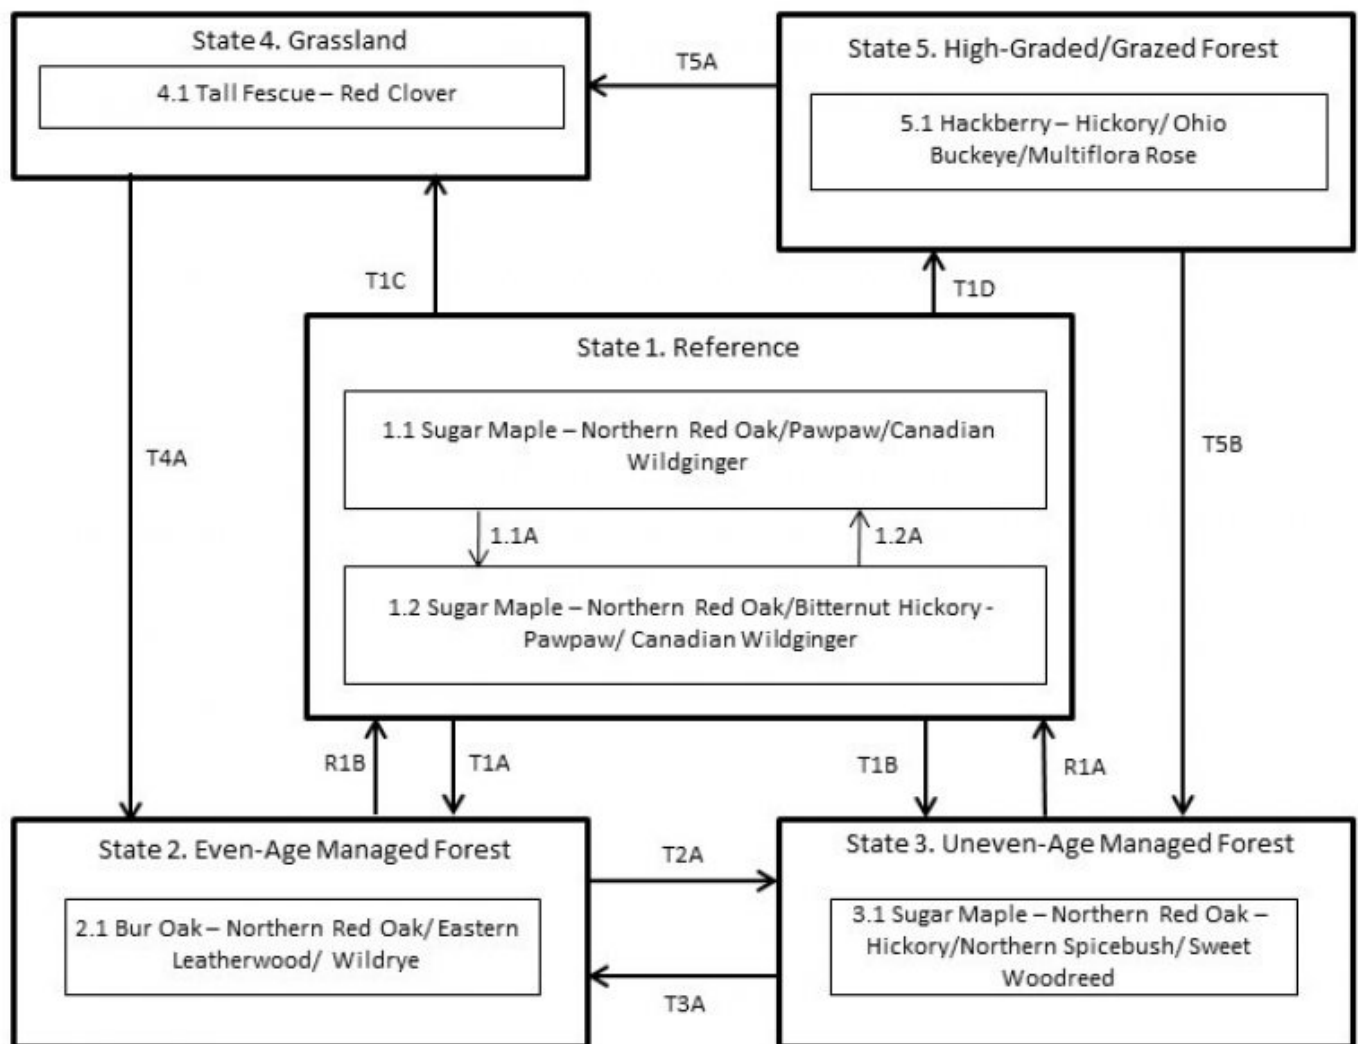 State 4. Grassland
4.1 Tall Fescue – Red Clover
T5A
State 5. High-Graded/Grazed Forest
5.1 Hackberry – Hickory/ Ohio
Buckeye/Multiflora Rose
T1C
T1D
State 1. Reference
1.1 Sugar Maple – Northern Red Oak/Pawpaw/Canadian
Wildginger
T4A
T5B
1.1A
1.2A
1.2 Sugar Maple – Northern Red Oak/Bitternut Hickory -
Pawpaw/ Canadian Wildginger
R1B
T1A
T1B
R1A
State 2. Even-Age Managed Forest
2.1 Bur Oak – Northern Red Oak/ Eastern
Leatherwood/ Wildrye
T2A
T3A
State 3. Uneven-Age Managed Forest
3.1 Sugar Maple – Northern Red Oak –
Hickory/Northern Spicebush/ Sweet
Woodreed